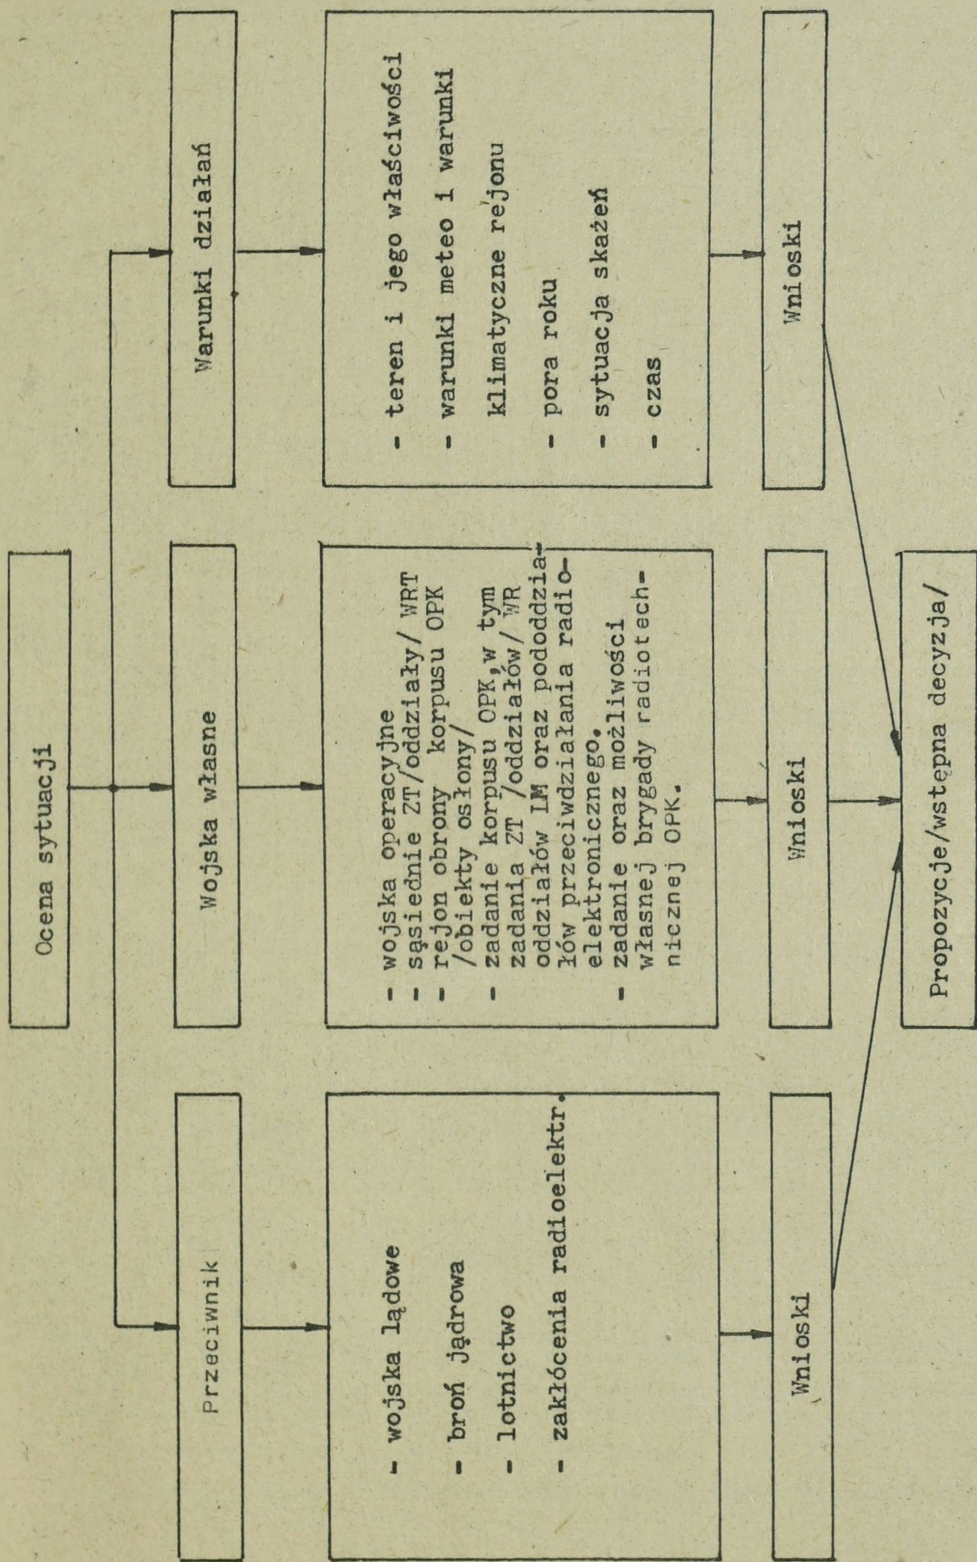 Ocena sytuacji
Przeciwnik
- wojska lądowe
- broń jądrowa
- lotnictwo
- zakłócenia radioelektr.
Wnioski
Wojska własne
- wojska operacyjne
- sąsiednie ZT/oddziały/ WRT
- rejon obrony korpusu OPK
/obiekty osłony/
- zadanie korpusu OPK,w tym
zadania ZT /oddziałów/ WR
oddziałów LM oraz pododdzia-
łów przeciwdziałania radio-
elektronicznego.
- zadanie oraz możliwości
własnej brygady radiotech-
nicznej OPK.
Wnioski
Warunki działań
- teren i jego właściwości
- warunki meteo i warunki
klimatyczne rejonu
- pora roku
- sytuacja skażeń
- czas
Wnioski
Propozycje/wstępna decyzja/